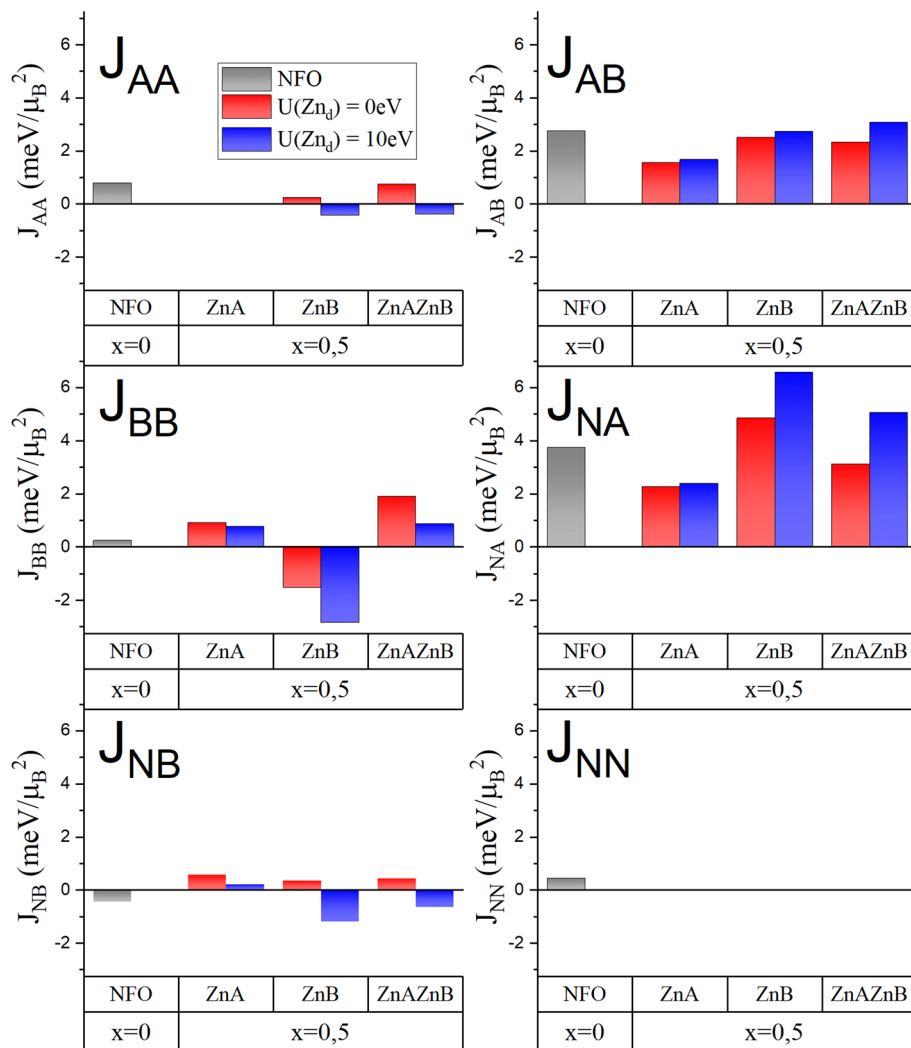 J_AA
J_AA (meV/μ_B^2)
6
4
2
0
-2
NFO
U(Zn_d) = 0eV
U(Zn_d) = 10eV
NFO ZnA ZnB ZnAZnB
x=0 x=0,5
J_AB
J_AB (meV/μ_B^2)
6
4
2
0
-2
NFO ZnA ZnB ZnAZnB
x=0 x=0,5
J_BB
J_BB (meV/μ_B^2)
6
4
2
0
-2
NFO ZnA ZnB ZnAZnB
x=0 x=0,5
J_NA
J_NA (meV/μ_B^2)
6
4
2
0
-2
NFO ZnA ZnB ZnAZnB
x=0 x=0,5
J_NB
J_NB (meV/μ_B^2)
6
4
2
0
-2
NFO ZnA ZnB ZnAZnB
x=0 x=0,5
J_NN
J_NN (meV/μ_B^2)
6
4
2
0
-2
NFO ZnA ZnB ZnAZnB
x=0 x=0,5